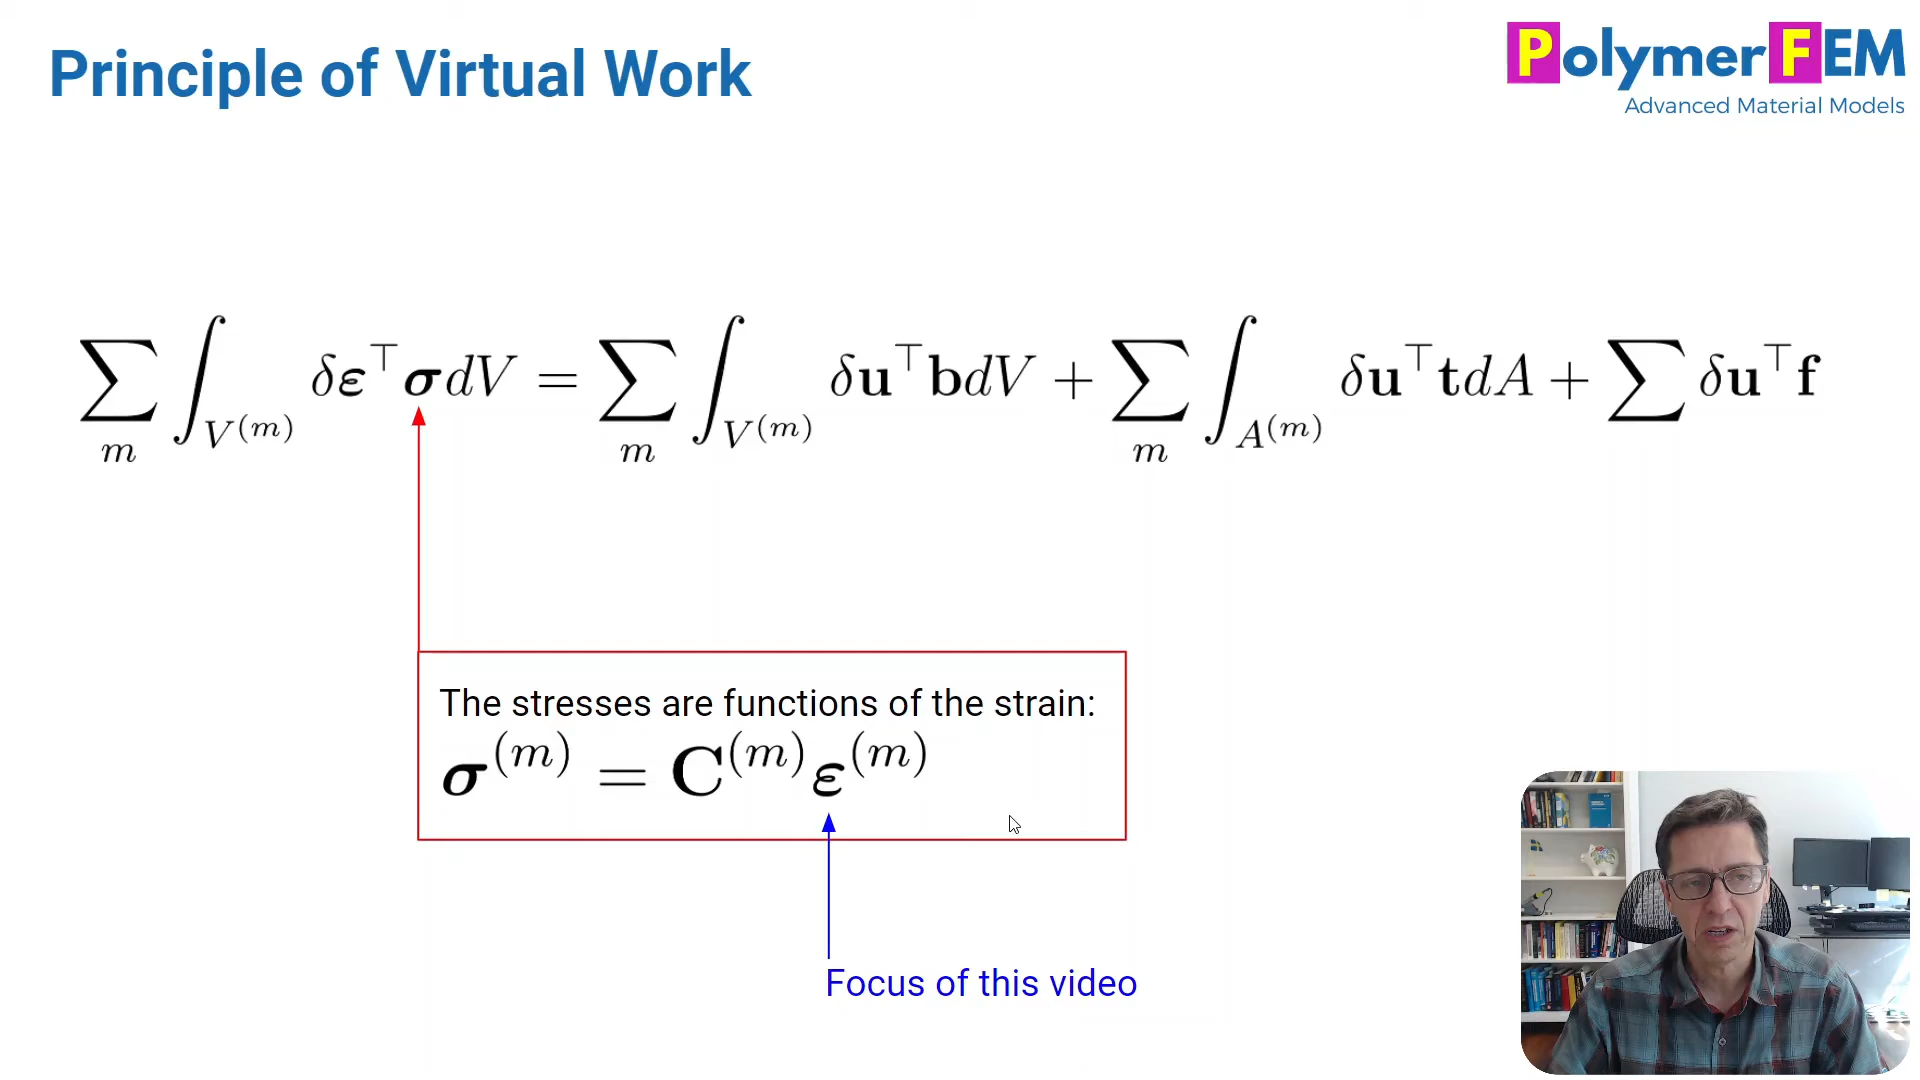 Principle of Virtual Work
PolymerFEM
Advanced Material Models
∑_m ∫_{V^{(m)}} δ𝛆^⊤ 𝛔 dV = ∑_m ∫_{V^{(m)}} δ𝐮^⊤ 𝐛 dV + ∑_m ∫_{A^{(m)}} δ𝐮^⊤ 𝐭 dA + ∑ δ𝐮^⊤ 𝐟
The stresses are functions of the strain:
𝛔^{(m)} = 𝐂^{(m)} 𝛆^{(m)}
Focus of this video